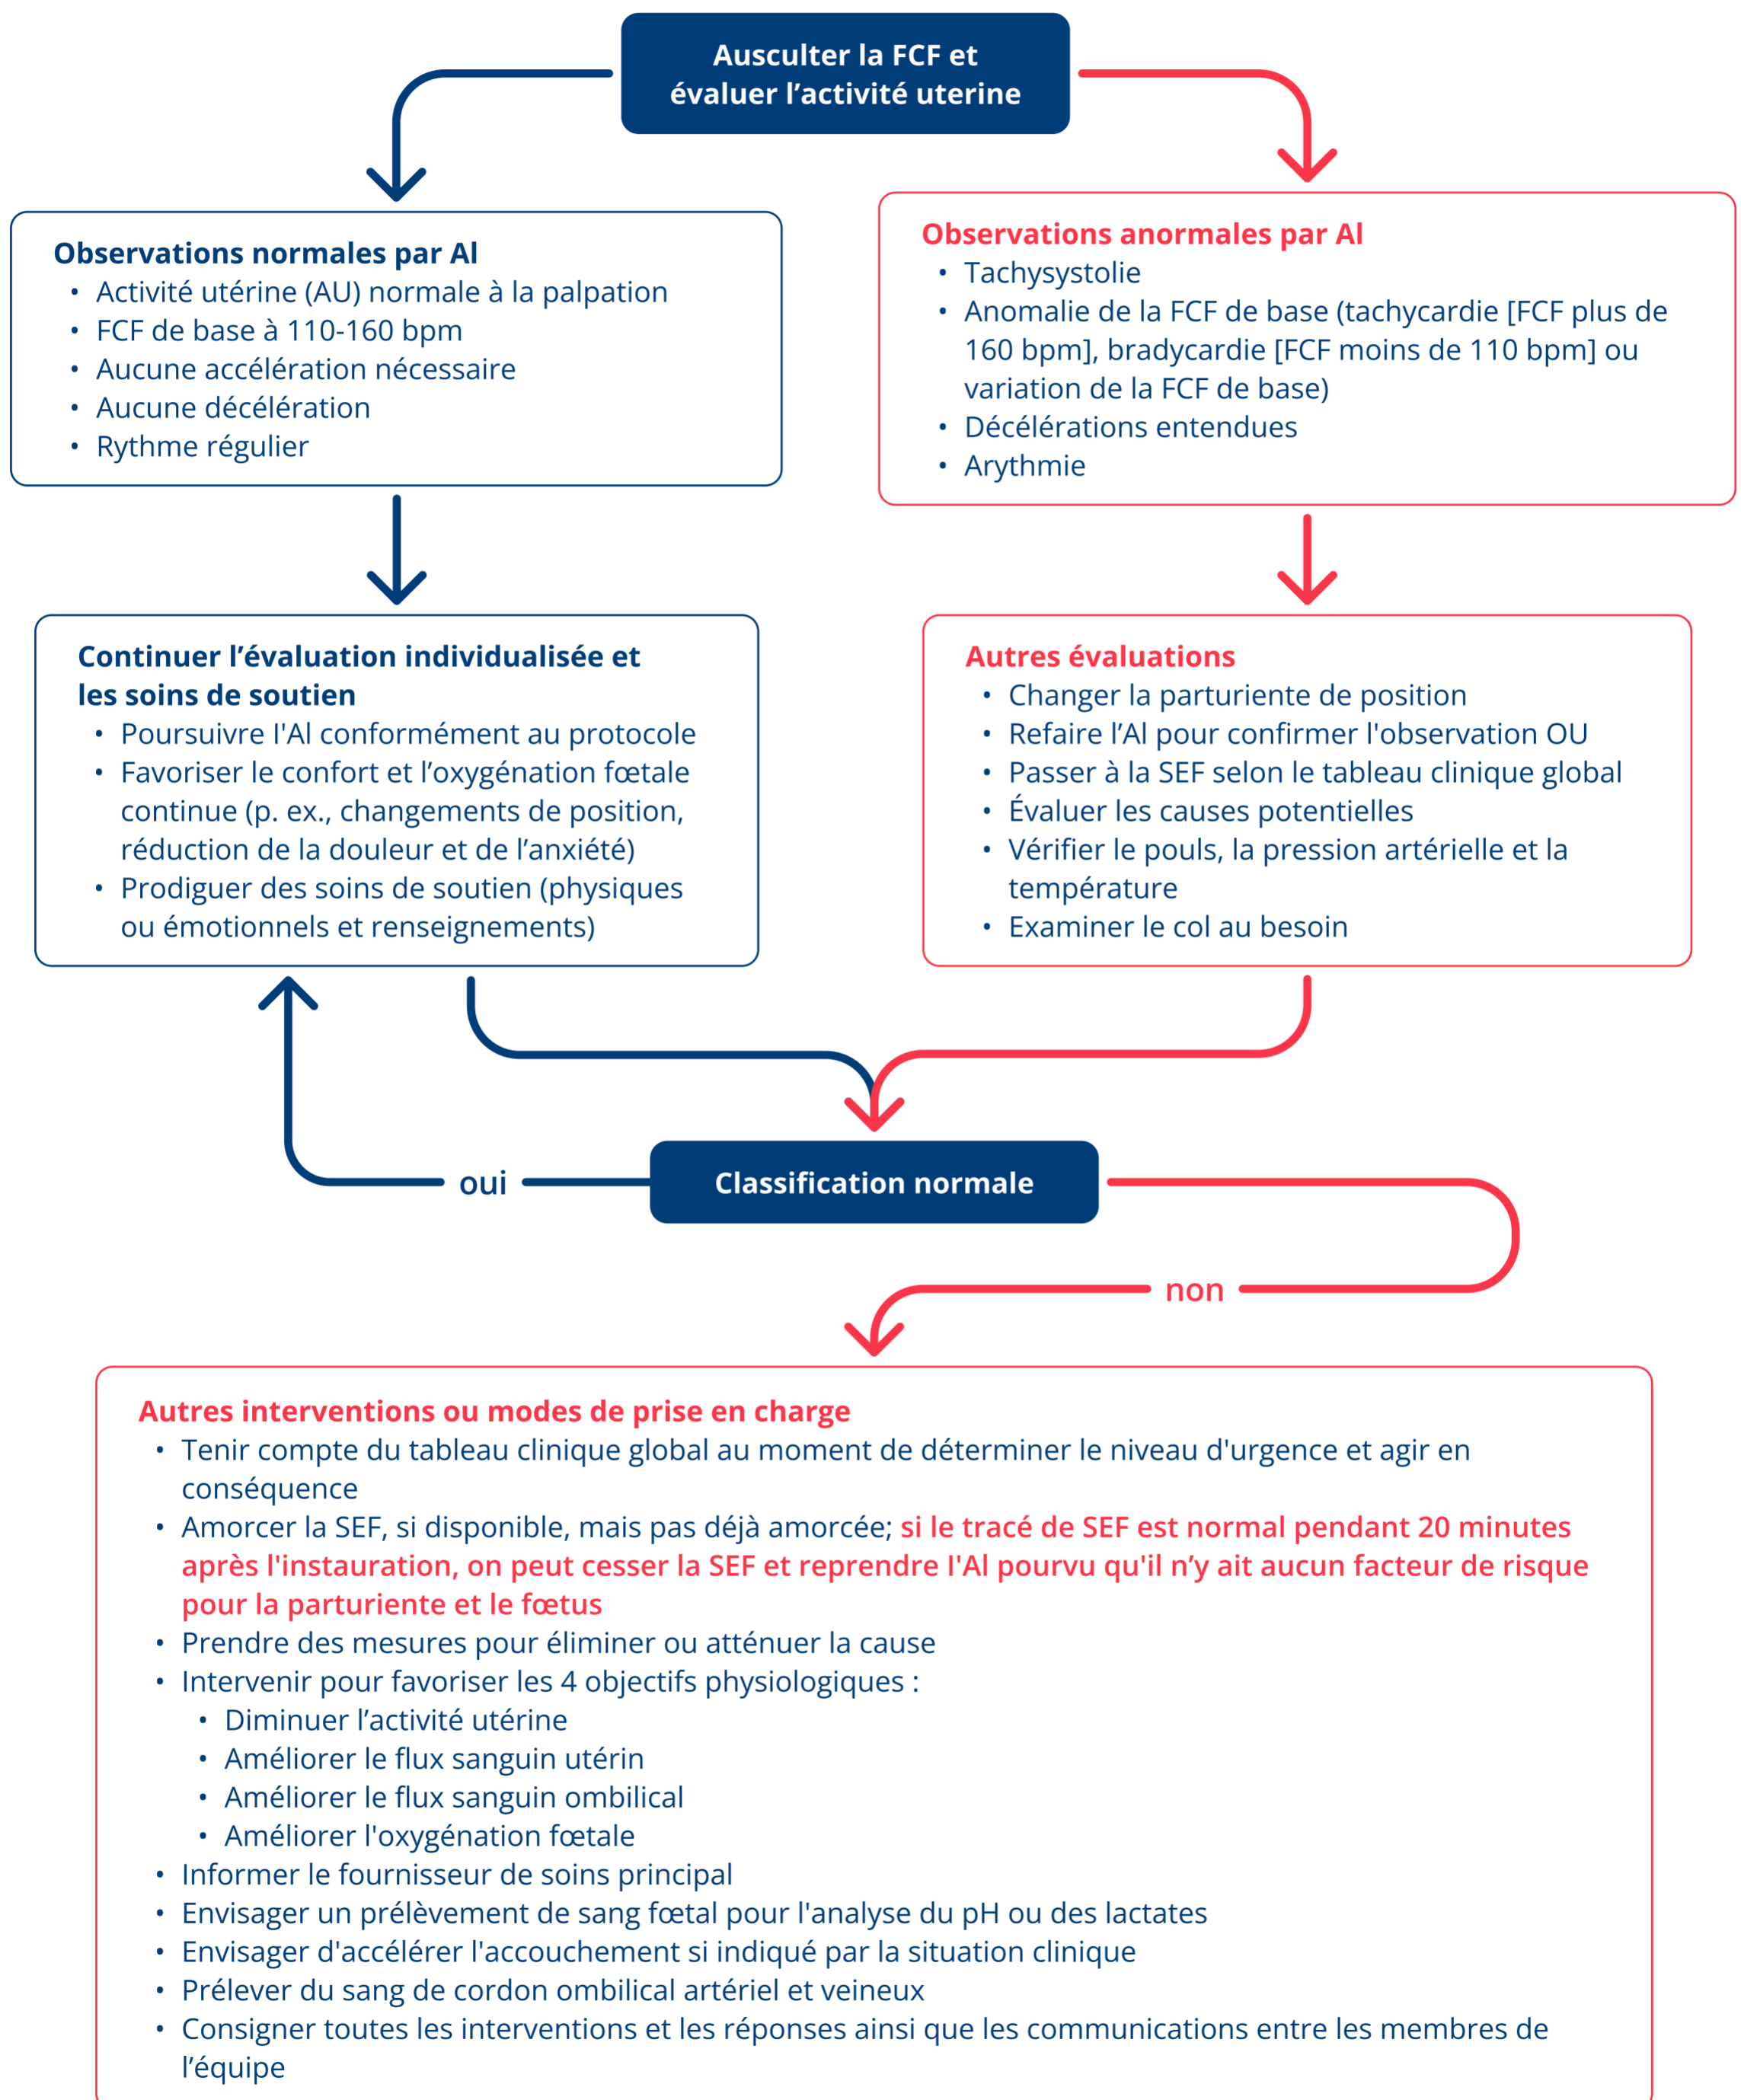 Ausculter la FCF et
évaluer l’activité uterine
Observations normales par AI
• Activité utérine (AU) normale à la palpation
• FCF de base à 110-160 bpm
• Aucune accélération nécessaire
• Aucune décélération
• Rythme régulier
Observations anormales par AI
• Tachysystolie
• Anomalie de la FCF de base (tachycardie [FCF plus de
160 bpm], bradycardie [FCF moins de 110 bpm] ou
variation de la FCF de base)
• Décélérations entendues
• Arythmie
Continuer l’évaluation individualisée et
les soins de soutien
• Poursuivre l'AI conformément au protocole
• Favoriser le confort et l’oxygénation fœtale
continue (p. ex., changements de position,
réduction de la douleur et de l’anxiété)
• Prodiguer des soins de soutien (physiques
ou émotionnels et renseignements)
Autres évaluations
• Changer la parturiente de position
• Refaire l’AI pour confirmer l'observation OU
• Passer à la SEF selon le tableau clinique global
• Évaluer les causes potentielles
• Vérifier le pouls, la pression artérielle et la
température
• Examiner le col au besoin
oui
Classification normale
non
Autres interventions ou modes de prise en charge
• Tenir compte du tableau clinique global au moment de déterminer le niveau d'urgence et agir en
conséquence
• Amorcer la SEF, si disponible, mais pas déjà amorcée; si le tracé de SEF est normal pendant 20 minutes
après l'instauration, on peut cesser la SEF et reprendre l'AI pourvu qu'il n’y ait aucun facteur de risque
pour la parturiente et le fœtus
• Prendre des mesures pour éliminer ou atténuer la cause
• Intervenir pour favoriser les 4 objectifs physiologiques :
• Diminuer l’activité utérine
• Améliorer le flux sanguin utérin
• Améliorer le flux sanguin ombilical
• Améliorer l'oxygénation fœtale
• Informer le fournisseur de soins principal
• Envisager un prélèvement de sang fœtal pour l'analyse du pH ou des lactates
• Envisager d'accélérer l'accouchement si indiqué par la situation clinique
• Prélever du sang de cordon ombilical artériel et veineux
• Consigner toutes les interventions et les réponses ainsi que les communications entre les membres de
l’équipe